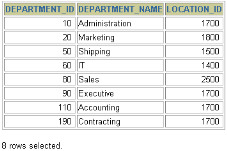 DEPARTMENT_ID DEPARTMENT_NAME LOCATION_ID
10 Administration 1700
20 Marketing 1800
50 Shipping 1500
60 IT 1400
80 Sales 2500
90 Executive 1700
110 Accounting 1700
190 Contracting 1700
8 rows selected.